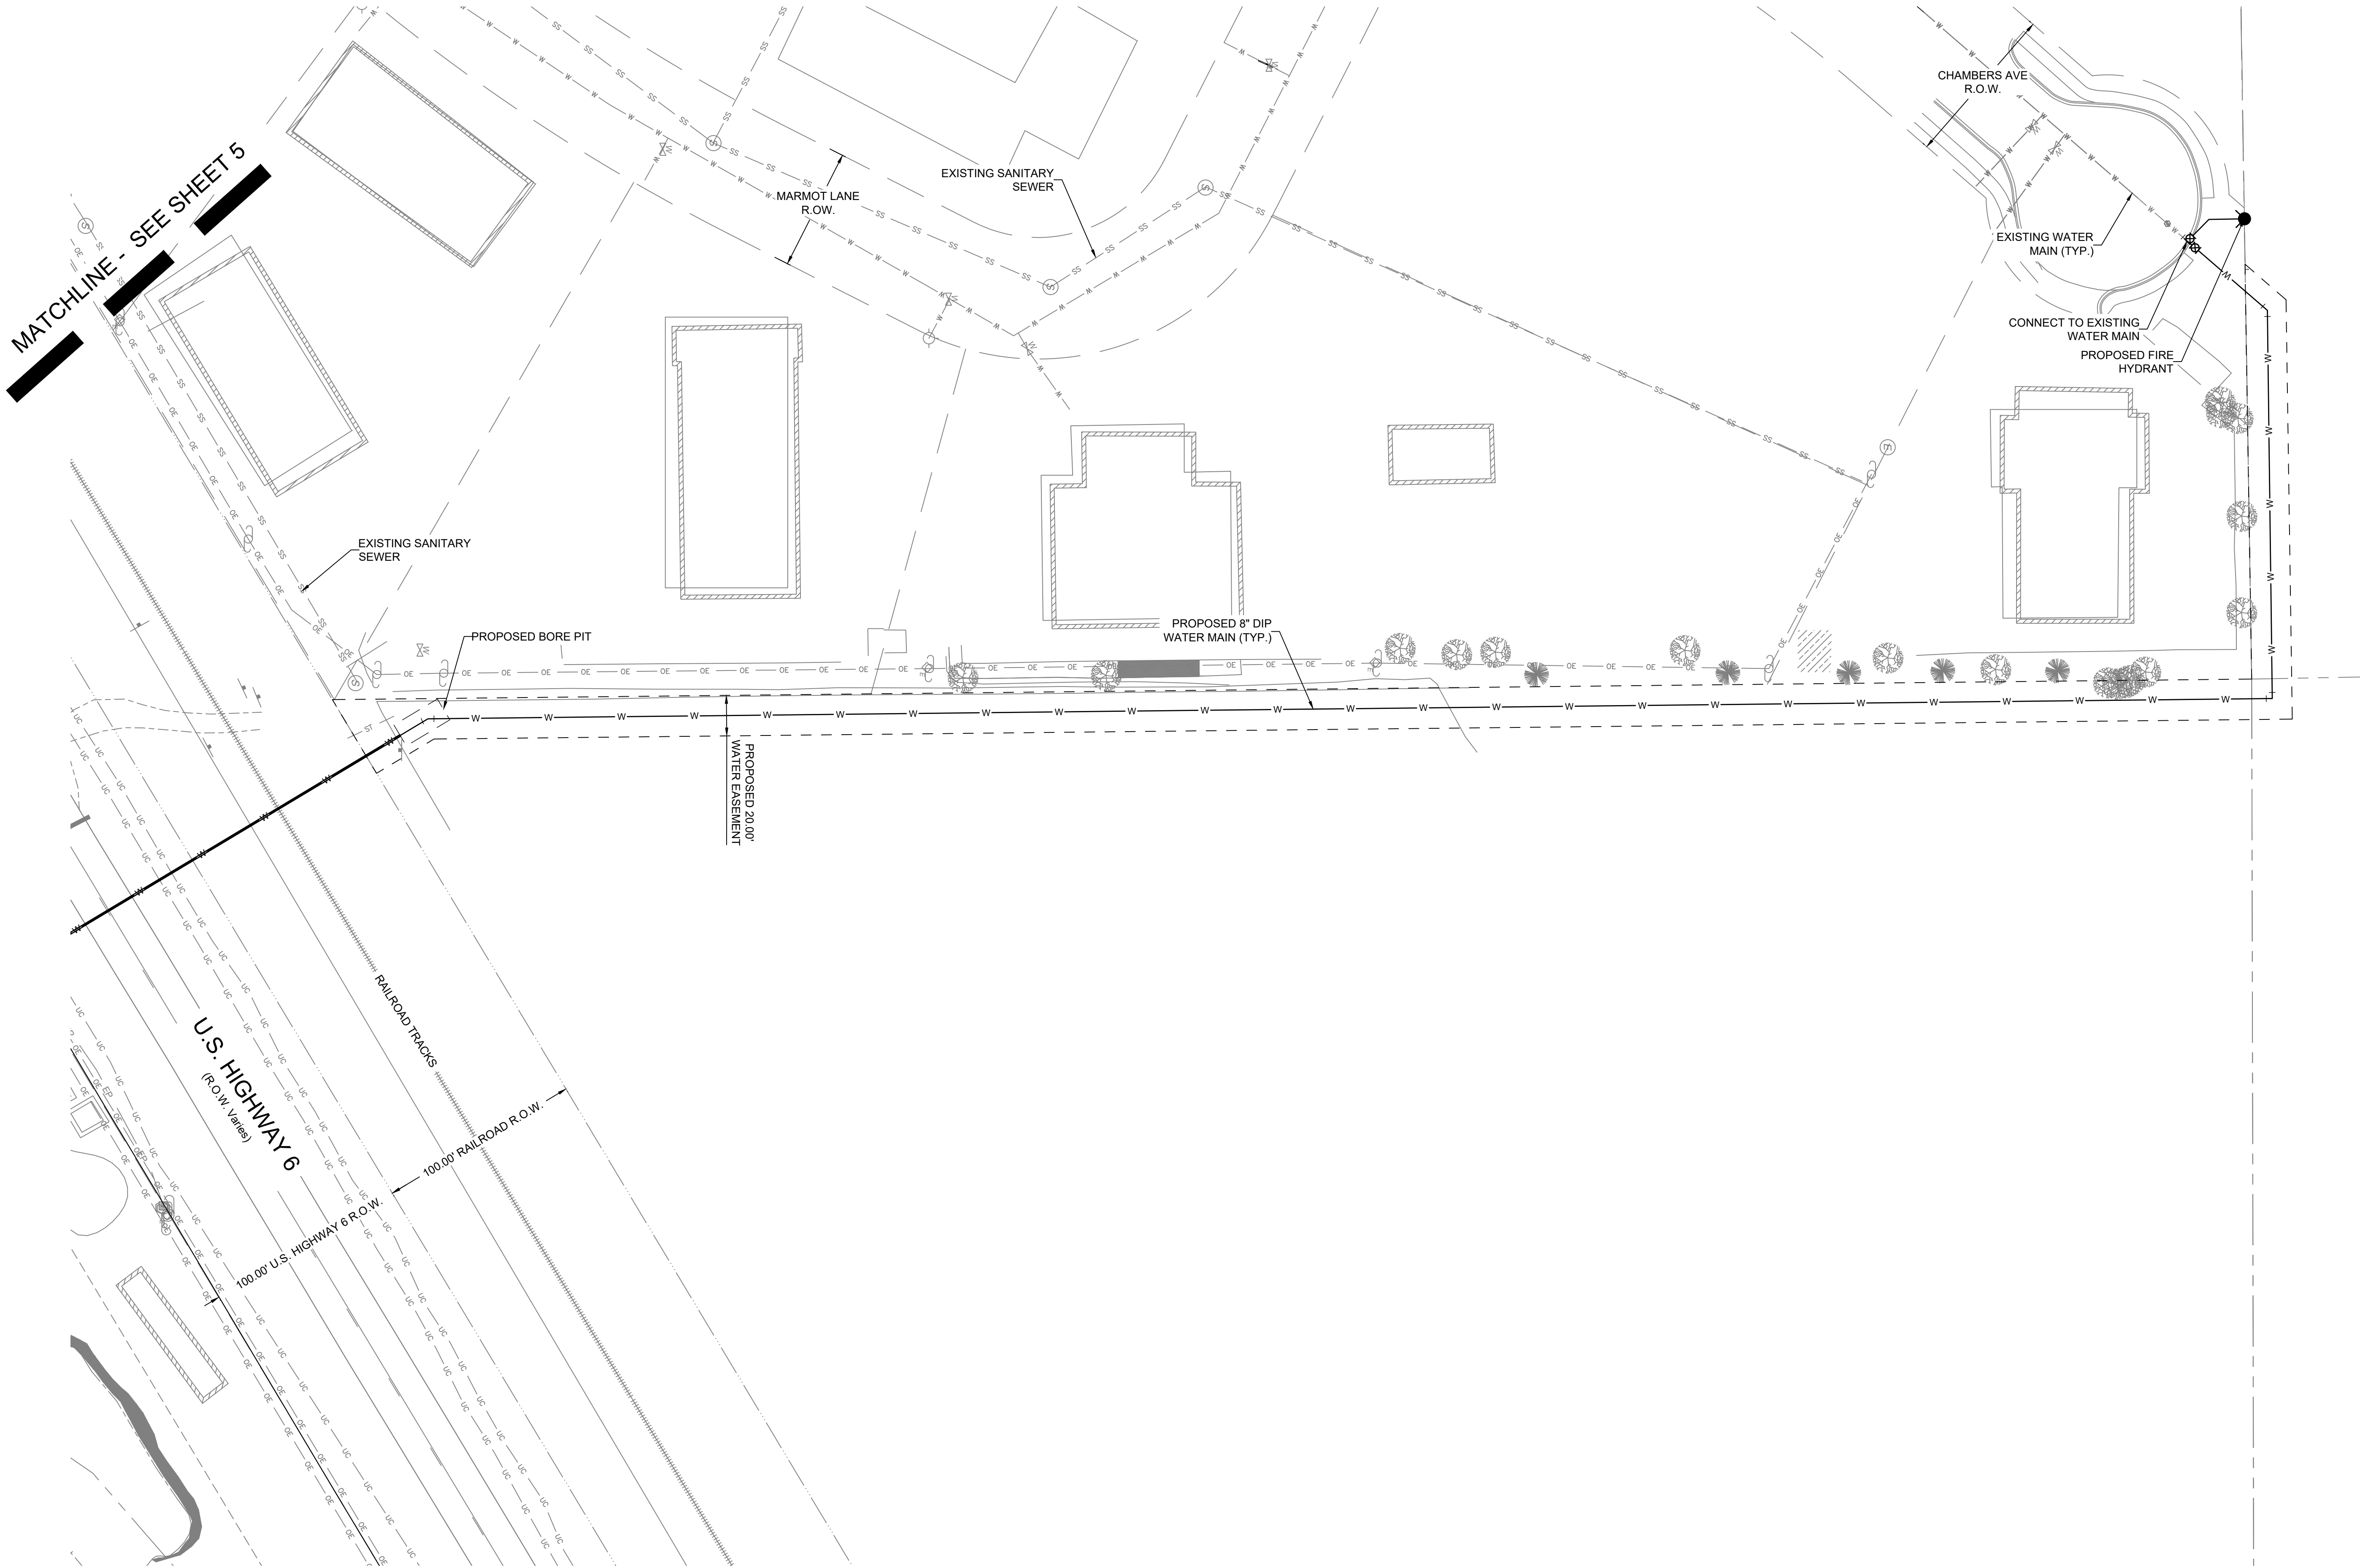 CHAMBERS AVE
R.O.W.
MATCHLINE - SEE SHEET 5
MARMOT LANE
R.OW.
EXISTING SANITARY
SEWER
EXISTING WATER
MAIN (TYP.)
CONNECT TO EXISTING
WATER MAIN
PROPOSED FIRE
HYDRANT
EXISTING SANITARY
SEWER
PROPOSED BORE PIT
PROPOSED 8" DIP
WATER MAIN (TYP.)
PROPOSED 20.00'
WATER EASEMENT
RAILROAD TRACKS
U.S. HIGHWAY 6
(R.O.W. Varies)
100.00' RAILROAD R.O.W.
100.00' U.S. HIGHWAY 6 R.O.W.